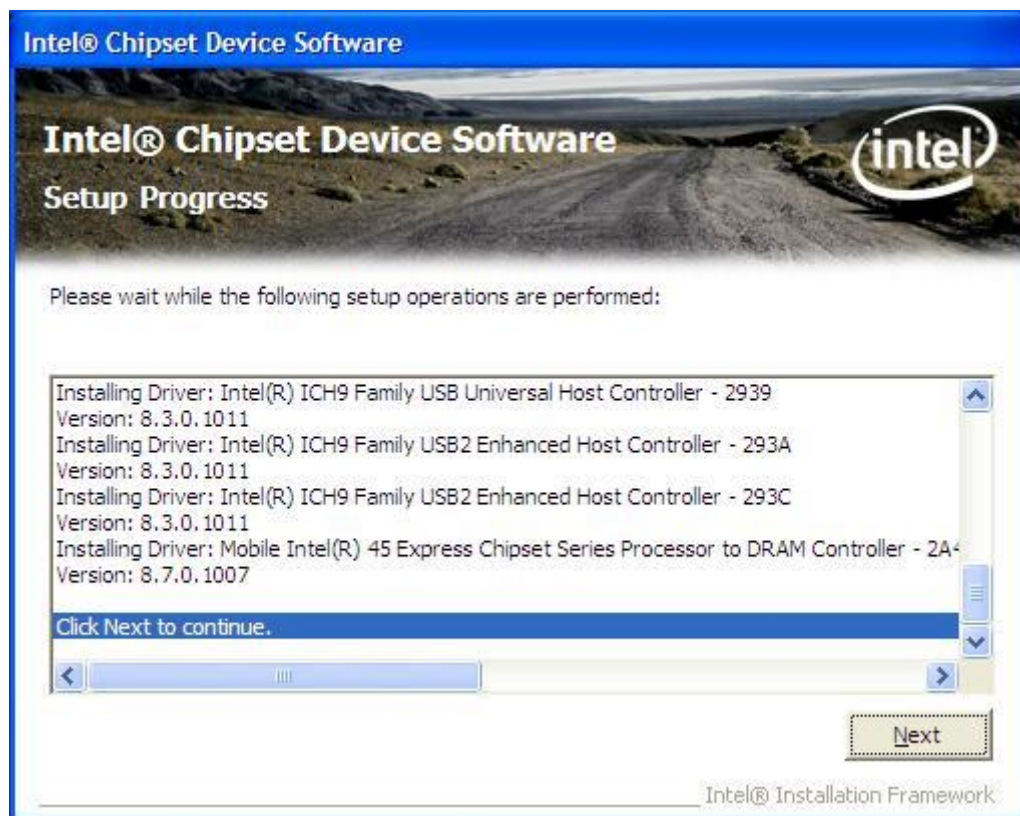 Intel® Chipset Device Software
Intel® Chipset Device Software
intel
Setup Progress
Please wait while the following setup operations are performed:
Installing Driver: Intel(R) ICH9 Family USB Universal Host Controller - 2939
Version: 8.3.0.1011
Installing Driver: Intel(R) ICH9 Family USB2 Enhanced Host Controller - 293A
Version: 8.3.0.1011
Installing Driver: Intel(R) ICH9 Family USB2 Enhanced Host Controller - 293C
Version: 8.3.0.1011
Installing Driver: Mobile Intel(R) 45 Express Chipset Series Processor to DRAM Controller -
Version: 8.7.0.1007
Click Next to continue.
Next
Intel® Installation Framework